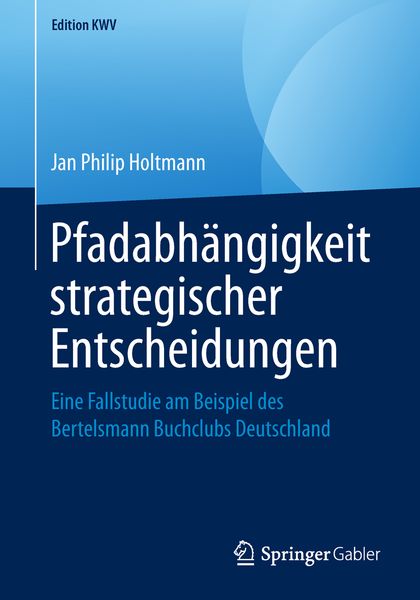 Edition KWV
Jan Philip Holtmann
Pfadabhängigkeit
strategischer
Entscheidungen
Eine Fallstudie am Beispiel des
Bertelsmann Buchclubs Deutschland
Springer Gabler